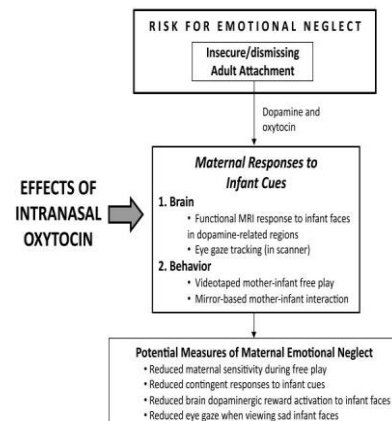 RISK FOR EMOTIONAL NEGLECT
Insecure/dismissing
Adult Attachment
Dopamine and
oxytocin
EFFECTS OF
INTRANASAL
OXYTOCIN
Maternal Responses to
Infant Cues
1. Brain
• Functional MRI response to infant faces
in dopamine-related regions
• Eye gaze tracking (in scanner)
2. Behavior
• Videotaped mother-infant free play
• Mirror-based mother-infant interaction
Potential Measures of Maternal Emotional Neglect
• Reduced maternal sensitivity during free play
• Reduced contingent responses to infant cues
• Reduced brain dopaminergic reward activation to infant faces
• Reduced eye gaze when viewing sad infant faces